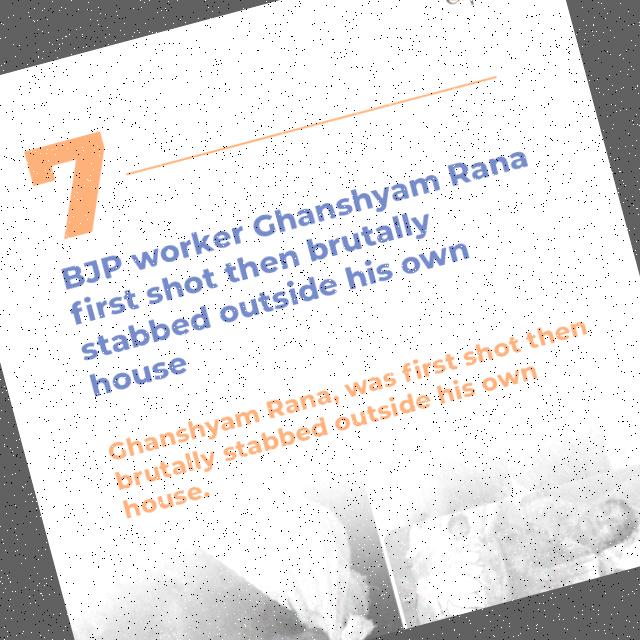 7
BJP worker Ghanshyam Rana
first shot then brutally
stabbed outside his own
house
Ghanshyam Rana, was first shot then
brutally stabbed outside his own
house.